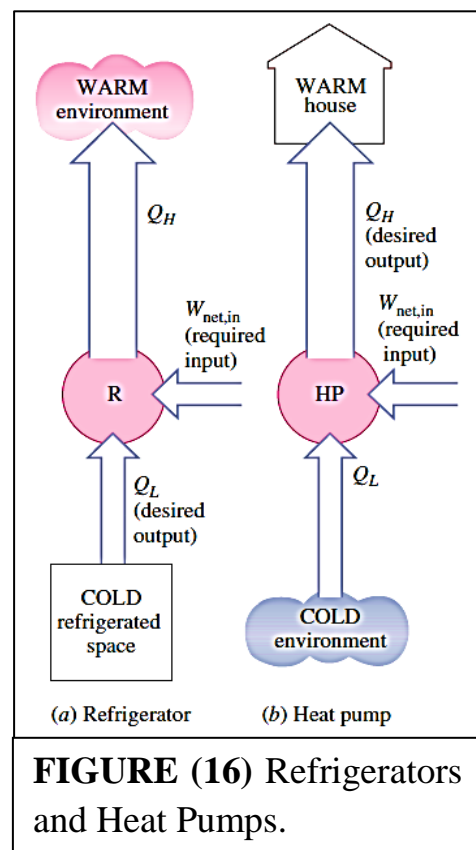 WARM
environment
Q_H
W_net,in
(required
input)
R
Q_L
(desired
output)
COLD
refrigerated
space
(a) Refrigerator
WARM
house
Q_H
(desired
output)
W_net,in
(required
input)
HP
Q_L
COLD
environment
(b) Heat pump
FIGURE (16) Refrigerators
and Heat Pumps.